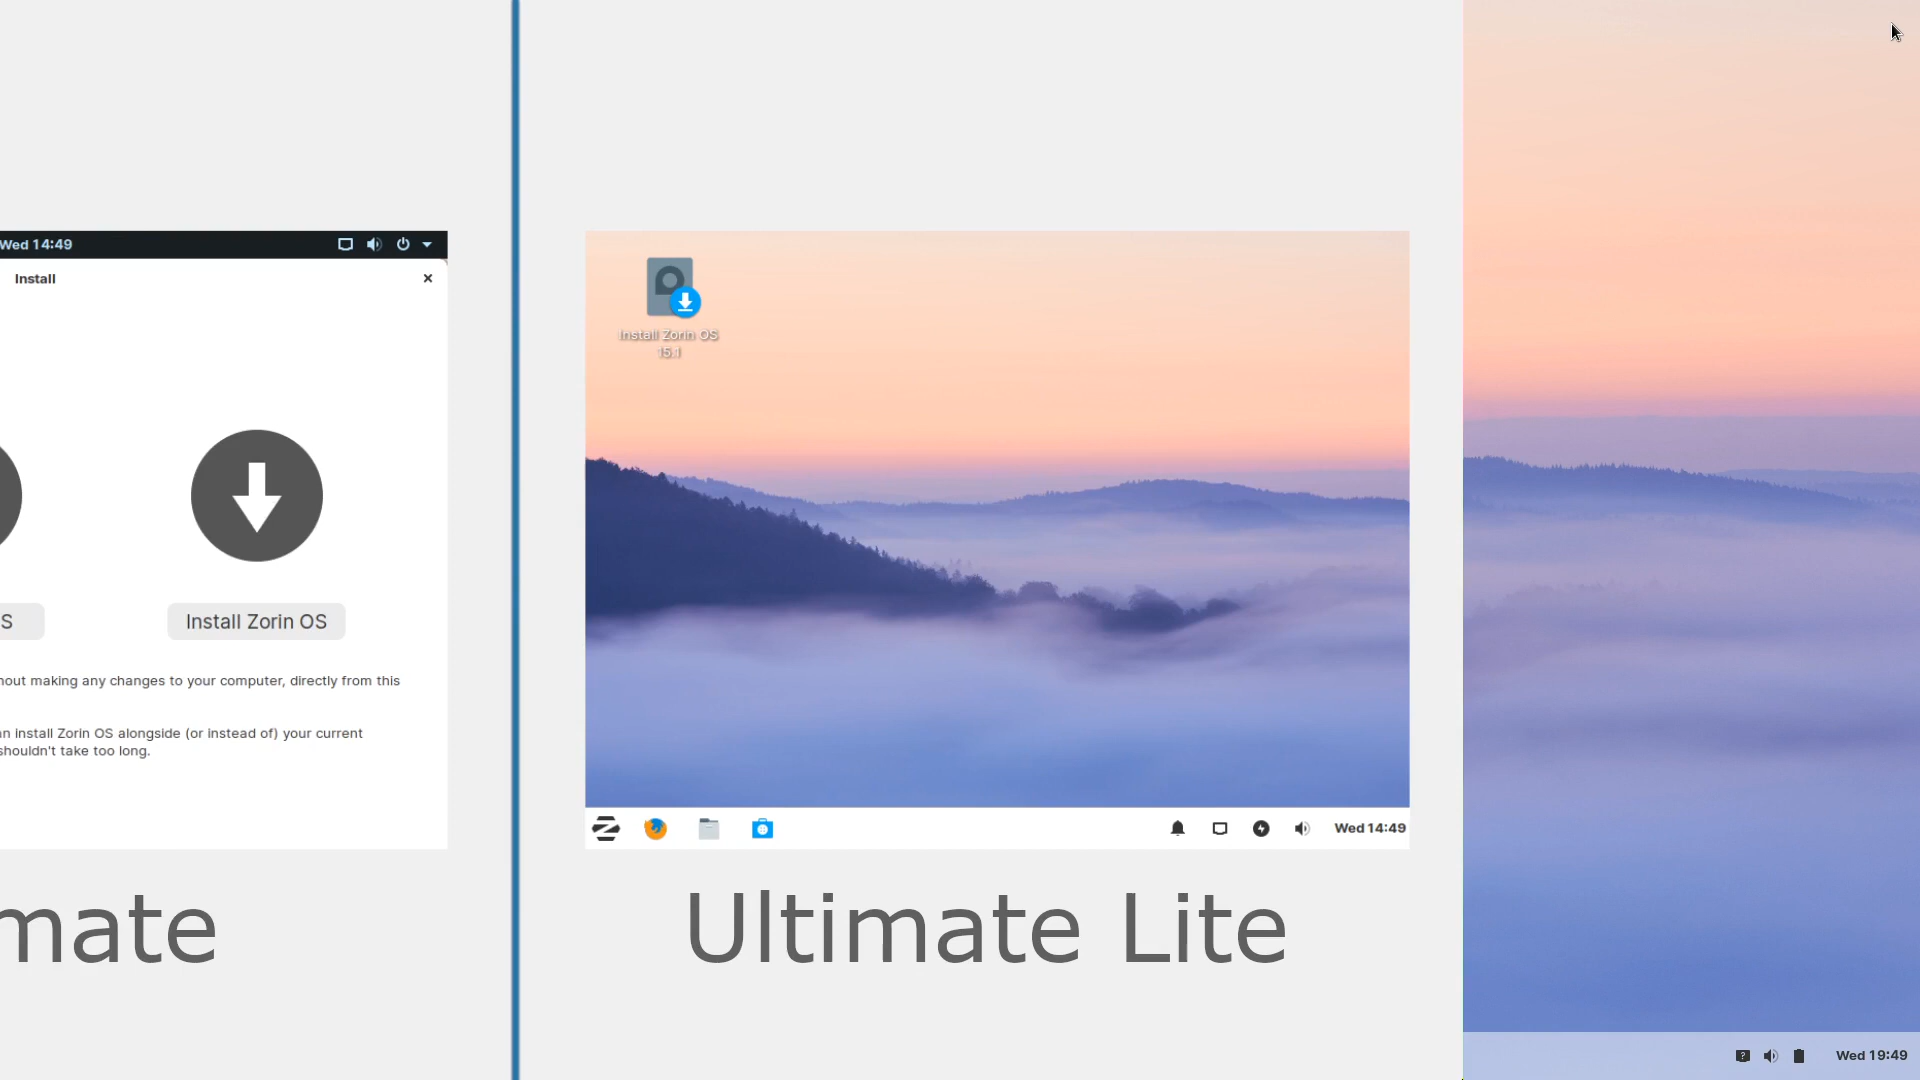 Wed 14:49
Install
S
Install Zorin OS
out making any changes to your computer, directly from this
n install Zorin OS alongside (or instead of) your current
shouldn't take too long.
mate
Install Zorin OS
15.1
Wed 14:49
Ultimate Lite
Wed 19:49